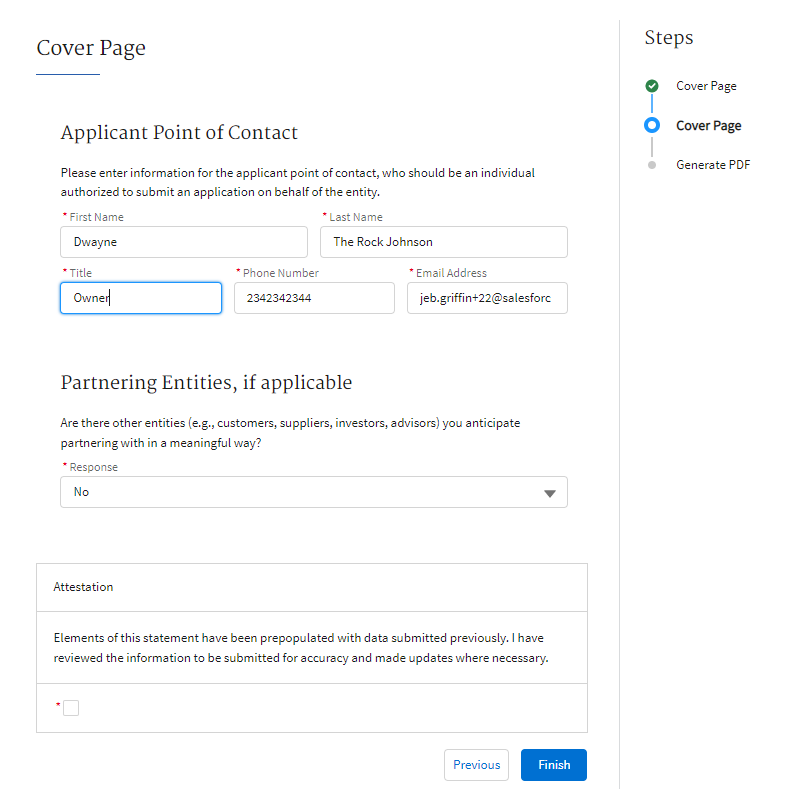 Cover Page
Applicant Point of Contact
Please enter information for the applicant point of contact, who should be an individual
authorized to submit an application on behalf of the entity.
* First Name
* Last Name
Dwayne
The Rock Johnson
* Title
* Phone Number
* Email Address
Owner
2342342344
jeb.griffin+22@salesforc
Partnering Entities, if applicable
Are there other entities (e.g., customers, suppliers, investors, advisors) you anticipate
partnering with in a meaningful way?
* Response
No
Attestation
Elements of this statement have been prepopulated with data submitted previously. I have
reviewed the information to be submitted for accuracy and made updates where necessary.
*
Previous
Finish
Steps
Cover Page
Cover Page
Generate PDF